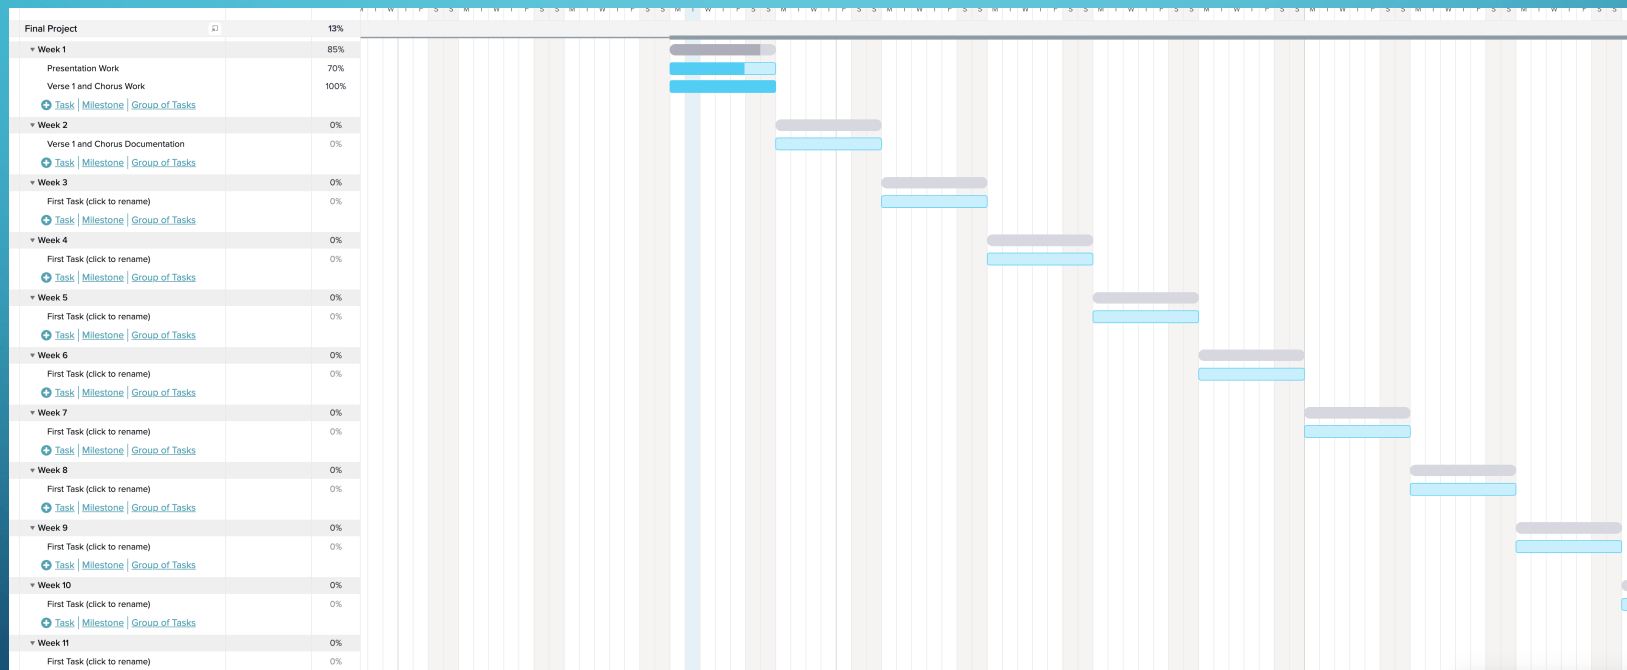 Final Project 13%
Week 1 85%
Presentation Work 70%
Verse 1 and Chorus Work 100%
Task | Milestone | Group of Tasks
Week 2 0%
Verse 1 and Chorus Documentation 0%
Task | Milestone | Group of Tasks
Week 3 0%
First Task (click to rename) 0%
Task | Milestone | Group of Tasks
Week 4 0%
First Task (click to rename) 0%
Task | Milestone | Group of Tasks
Week 5 0%
First Task (click to rename) 0%
Task | Milestone | Group of Tasks
Week 6 0%
First Task (click to rename) 0%
Task | Milestone | Group of Tasks
Week 7 0%
First Task (click to rename) 0%
Task | Milestone | Group of Tasks
Week 8 0%
First Task (click to rename) 0%
Task | Milestone | Group of Tasks
Week 9 0%
First Task (click to rename) 0%
Task | Milestone | Group of Tasks
Week 10 0%
First Task (click to rename) 0%
Task | Milestone | Group of Tasks
Week 11 0%
First Task (click to rename) 0%